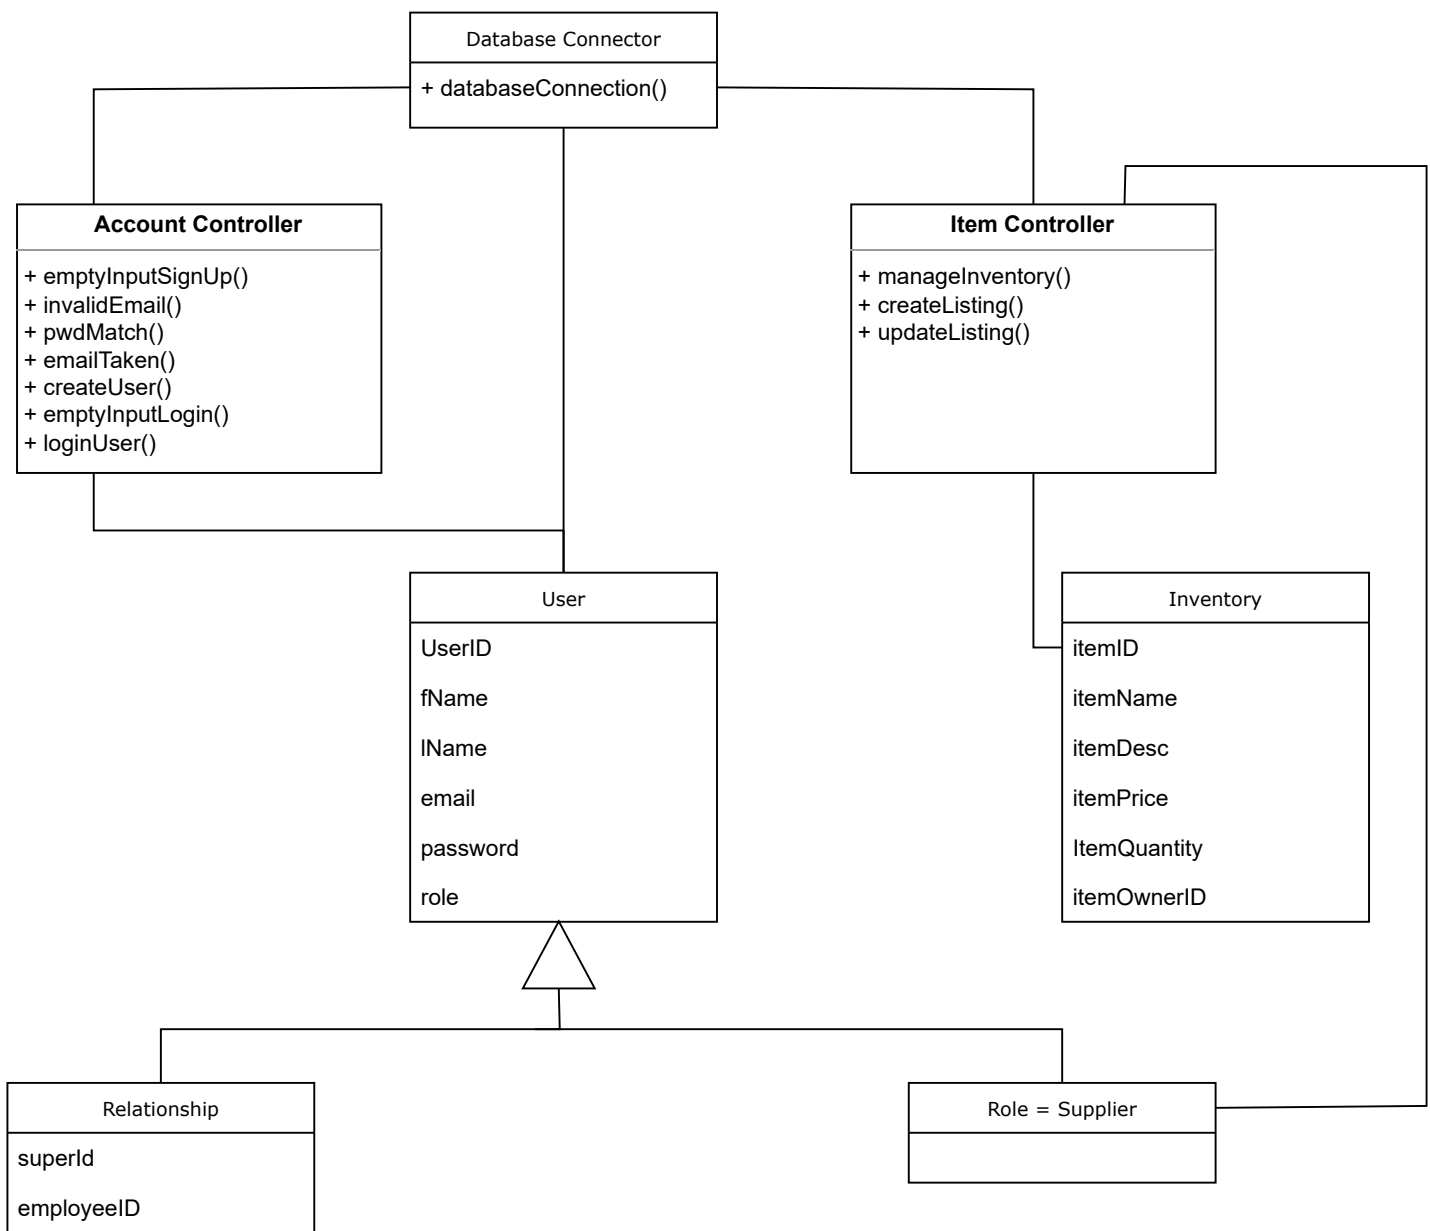 Database Connector
+ databaseConnection()
Account Controller
+ emptyInputSignUp()
+ invalidEmail()
+ pwdMatch()
+ emailTaken()
+ createUser()
+ emptyInputLogin()
+ loginUser()
Item Controller
+ manageInventory()
+ createListing()
+ updateListing()
User
UserID
fName
lName
email
password
role
Inventory
itemID
itemName
itemDesc
itemPrice
ItemQuantity
itemOwnerID
Relationship
superId
employeeID
Role = Supplier